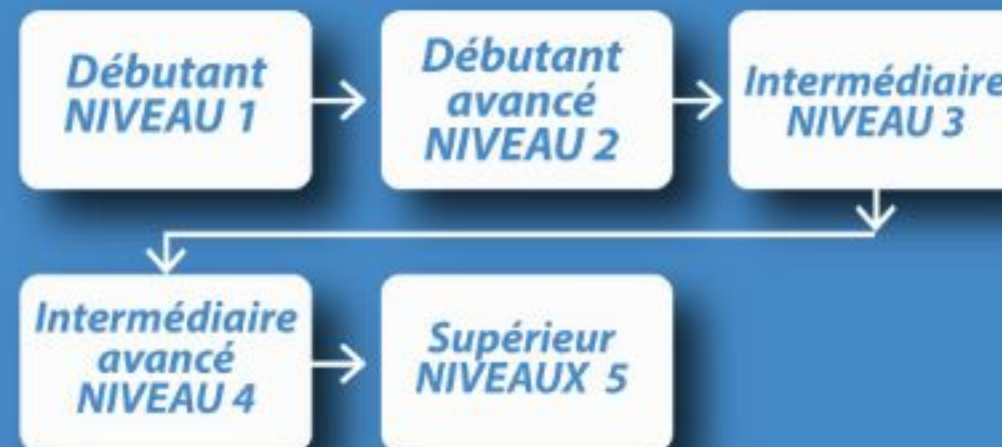 Débutant
NIVEAU 1
Débutant
avancé
NIVEAU 2
Intermédiaire
NIVEAU 3
Intermédiaire
avancé
NIVEAU 4
Supérieur
NIVEAUX 5